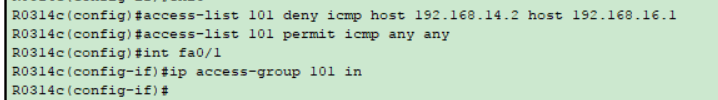 R0314c(config)#access-list 101 deny icmp host 192.168.14.2 host 192.168.16.1
R0314c(config)#access-list 101 permit icmp any any
R0314c(config)#int fa0/1
R0314c(config-if)#ip access-group 101 in
R0314c(config-if)#